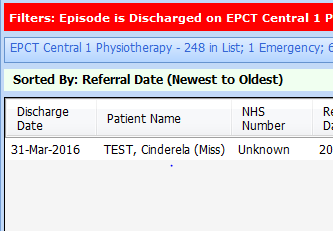 Filters: Episode is Discharged on EPCT Central 1 P
EPCT Central 1 Physiotherapy - 248 in List; 1 Emergency; 6
Sorted By: Referral Date (Newest to Oldest)
Discharge Date Patient Name NHS Number Re Da
31-Mar-2016 TEST, Cinderela (Miss) Unknown 20